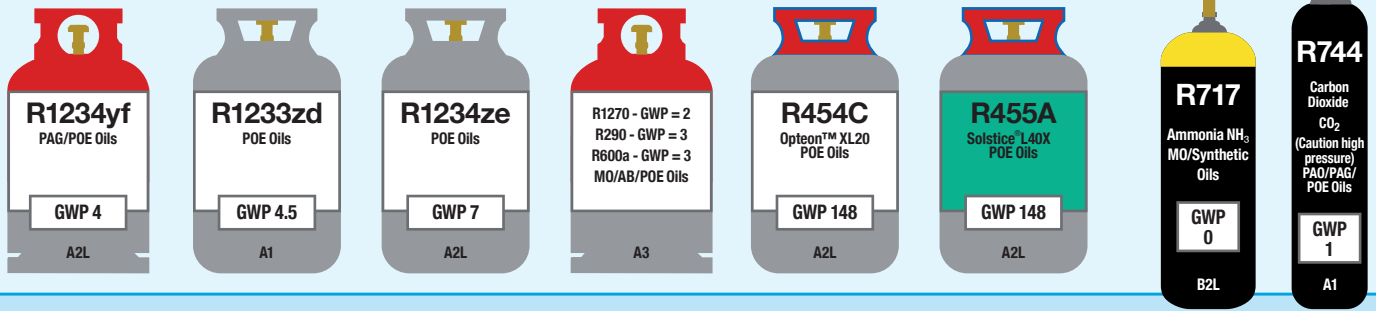 R1234yf
PAG/POE Oils
GWP 4
A2L
R1233zd
POE Oils
GWP 4.5
A1
R1234ze
POE Oils
GWP 7
A2L
R1270 - GWP = 2
R290 - GWP = 3
R600a - GWP = 3
MO/AB/POE Oils
A3
R454C
Opteon™ XL20
POE Oils
GWP 148
A2L
R455A
Solstice®L40X
POE Oils
GWP 148
A2L
R717
Ammonia NH₃
MO/Synthetic
Oils
GWP
0
B2L
R744
Carbon
Dioxide
CO₂
(Caution high
pressure)
PAO/PAG/
POE Oils
GWP
1
A1